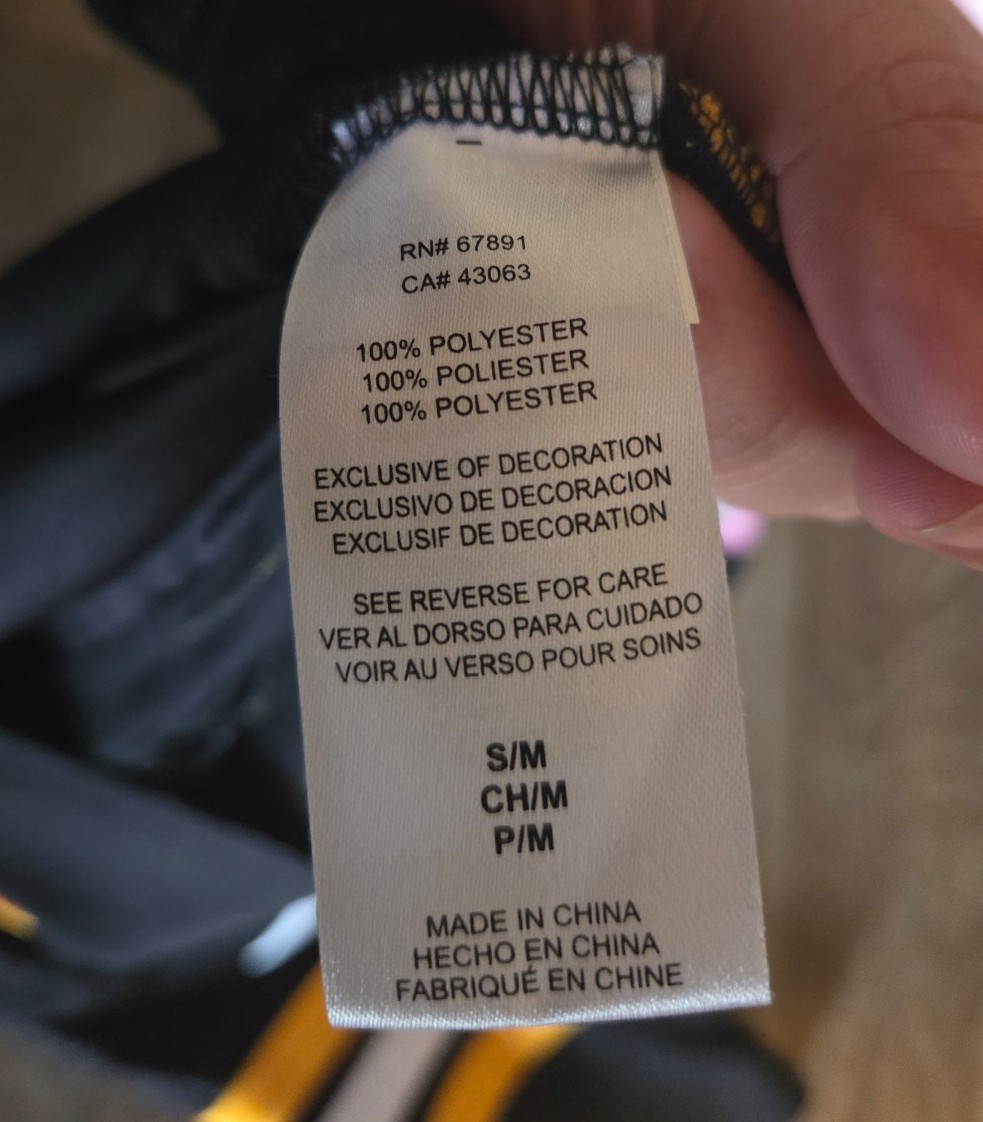 RN# 67891
CA# 43063
100% POLYESTER
100% POLIESTER
100% POLYESTER
EXCLUSIVE OF DECORATION
EXCLUSIVO DE DECORACION
EXCLUSIF DE DECORATION
SEE REVERSE FOR CARE
VER AL DORSO PARA CUIDADO
VOIR AU VERSO POUR SOINS
S/M
CH/M
P/M
MADE IN CHINA
HECHO EN CHINA
FABRIQUÉ EN CHINE